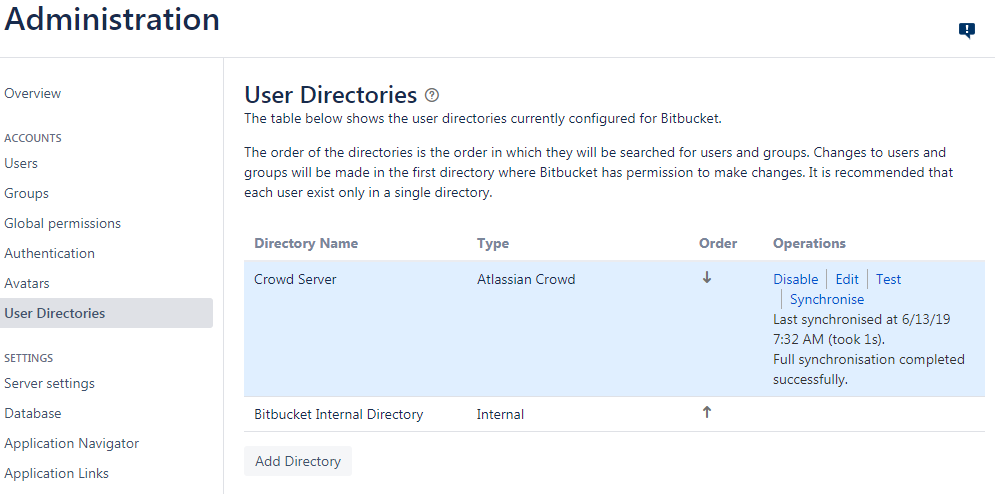 Administration
Overview
ACCOUNTS
Users
Groups
Global permissions
Authentication
Avatars
User Directories
SETTINGS
Server settings
Database
Application Navigator
Application Links
User Directories
The table below shows the user directories currently configured for Bitbucket.
The order of the directories is the order in which they will be searched for users and groups. Changes to users and
groups will be made in the first directory where Bitbucket has permission to make changes. It is recommended that
each user exist only in a single directory.
Directory Name Type Order Operations
Crowd Server Atlassian Crowd Disable Edit Test
Synchronise
Last synchronised at 6/13/19
7:32 AM (took 1s).
Full synchronisation completed
successfully.
Bitbucket Internal Directory Internal
Add Directory